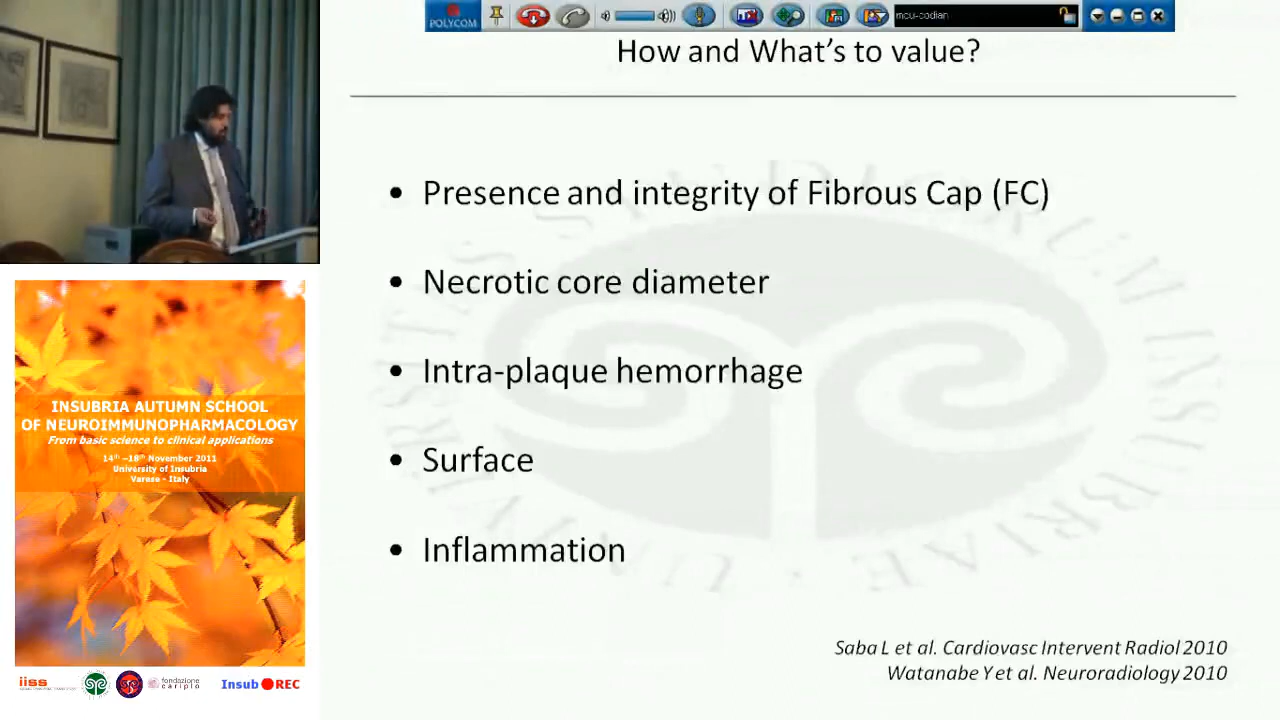 POLYCOM
mcu-codian
How and What's to value?
• Presence and integrity of Fibrous Cap (FC)
• Necrotic core diameter
• Intra-plaque hemorrhage
• Surface
• Inflammation
Saba L et al. Cardiovasc Intervent Radiol 2010
Watanabe Y et al. Neuroradiology 2010
INSUBRIA AUTUMN SCHOOL
OF NEUROIMMUNOPHARMACOLOGY
From basic science to clinical applications
14th –18th November 2011
University of Insubria
Varese - Italy
iiss
fondazione
cariplo
Insub REC